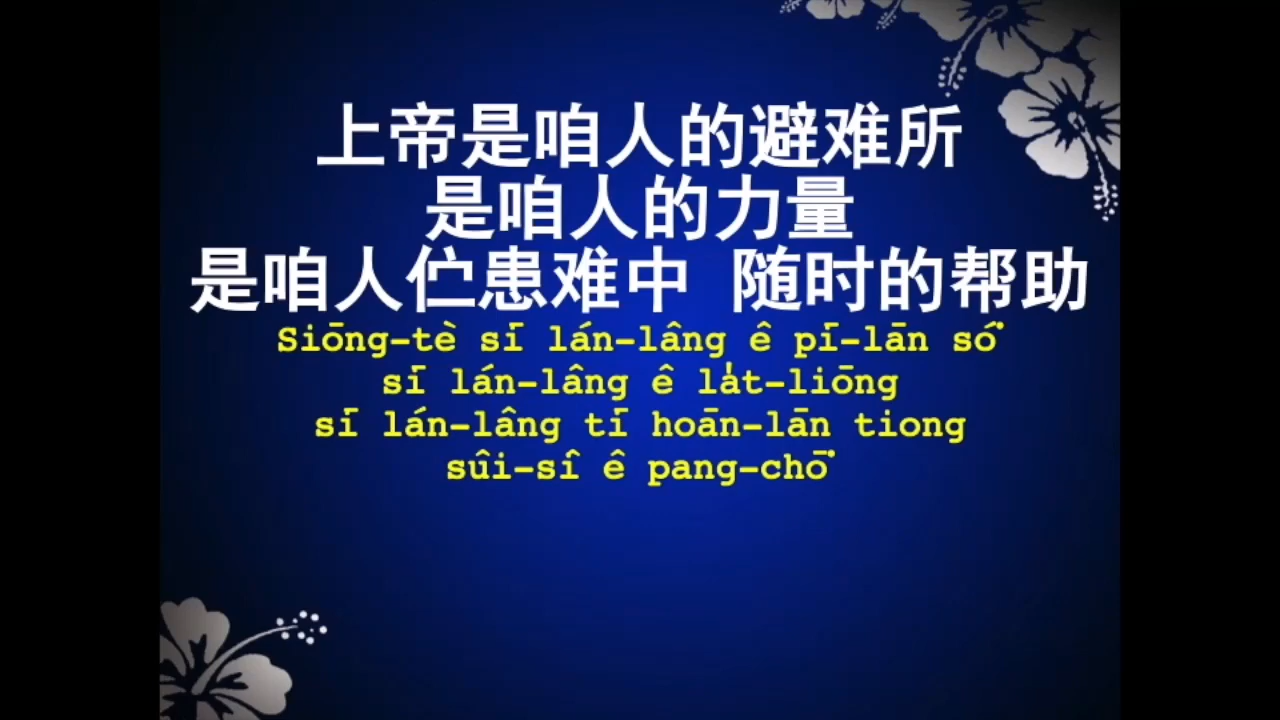 上帝是咱人的避难所
是咱人的力量
是咱人伫患难中 随时的帮助
Siōng-tè sī lán-lâng ê pī-lān só͘
sī lán-lâng ê la̍t-liōng
sī lán-lâng tī hoān-lān tiong
sûi-sî ê pang-chō͘